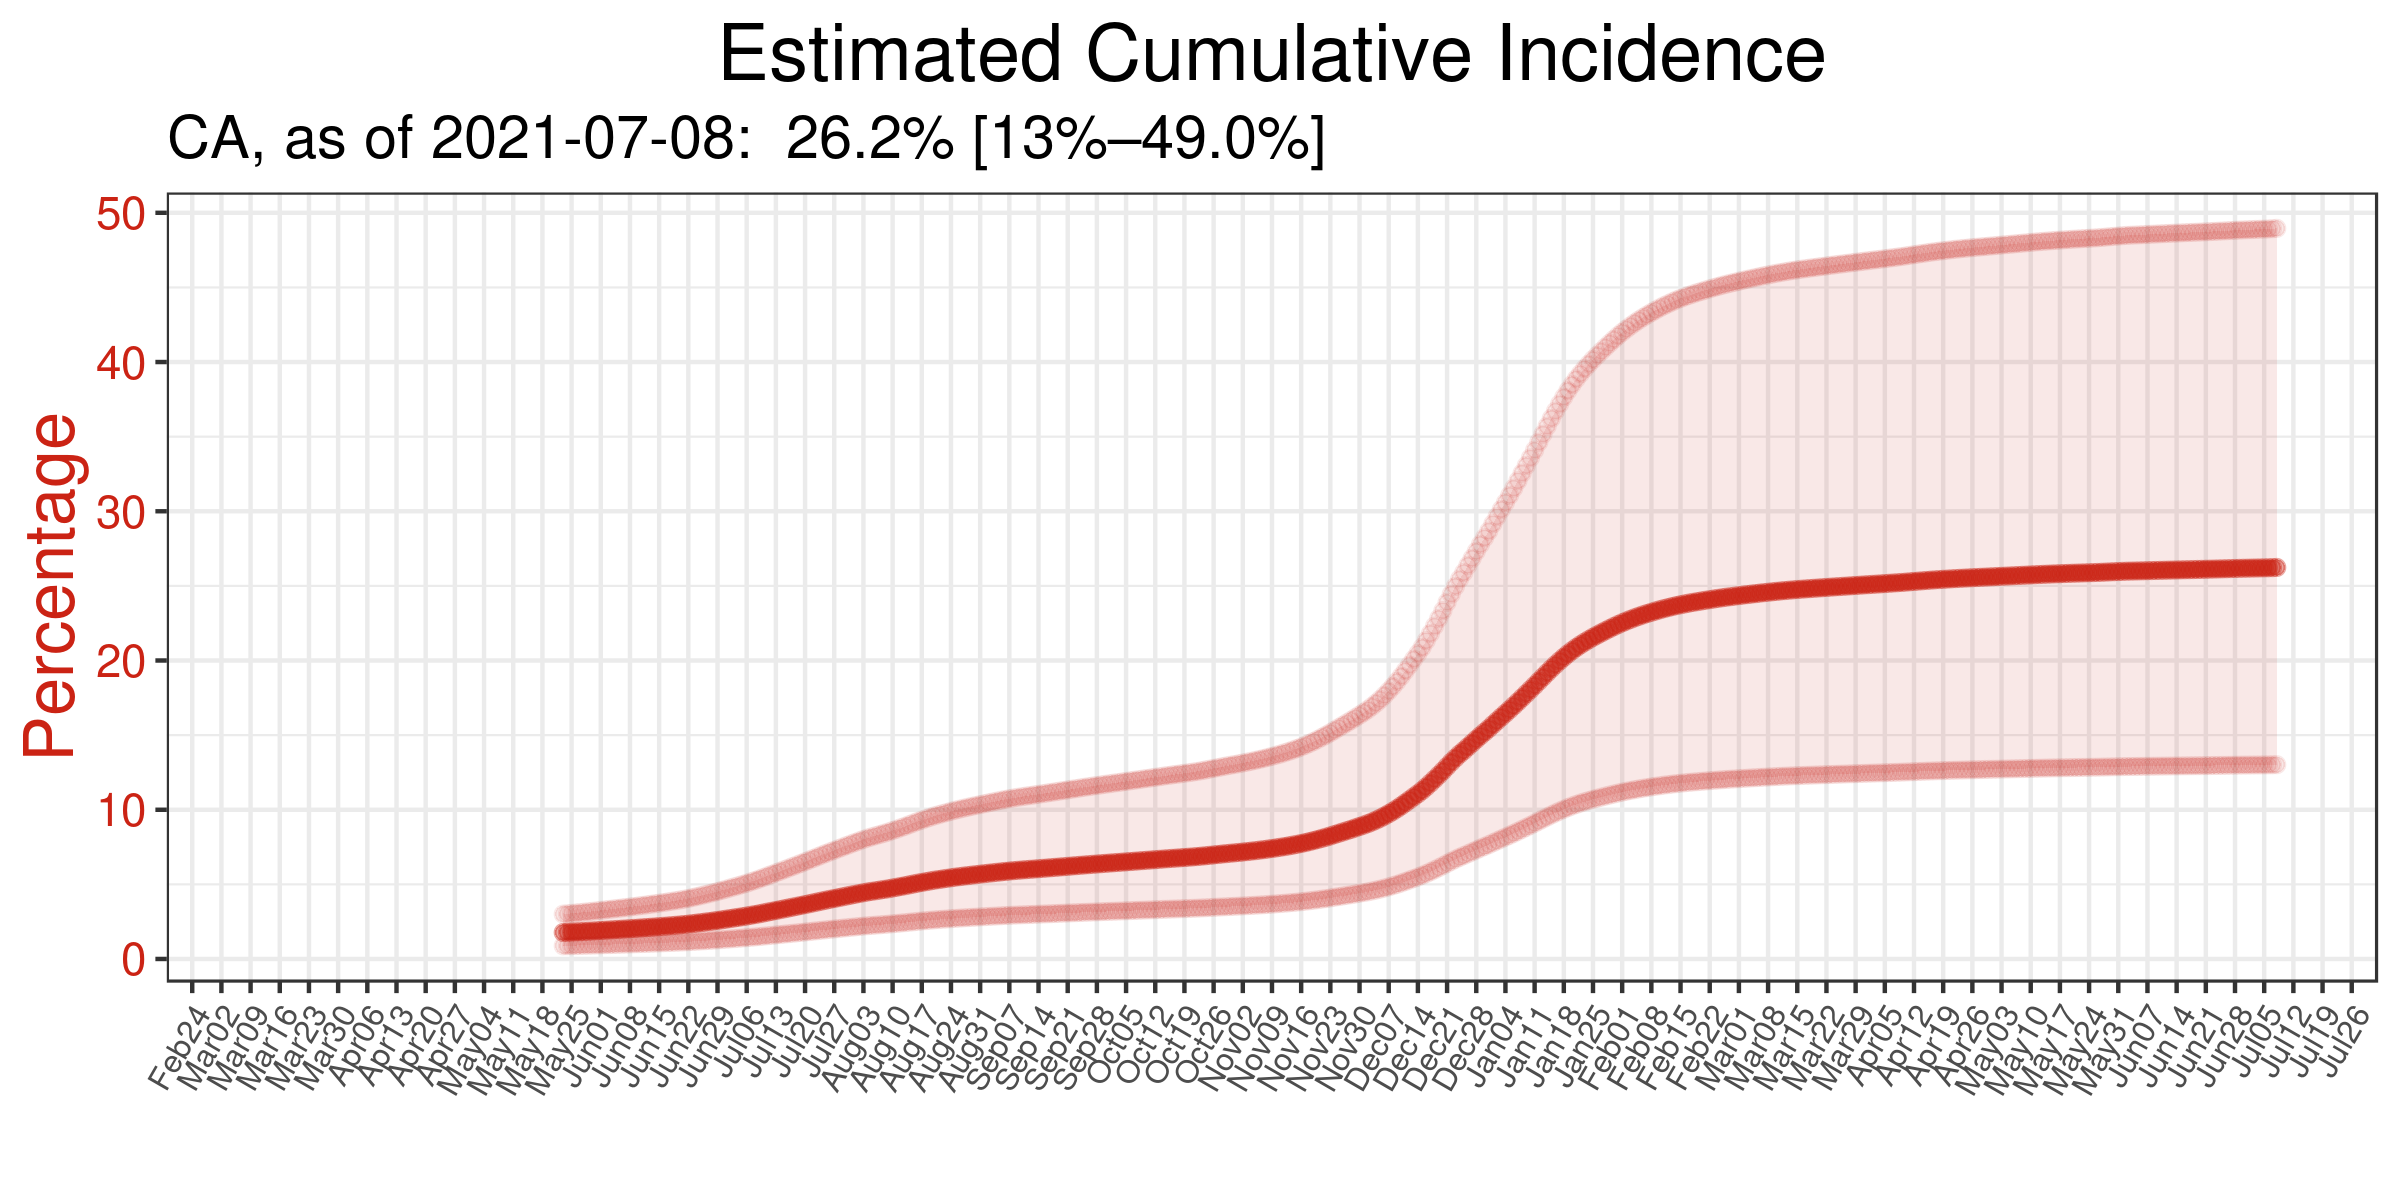 Estimated Cumulative Incidence
CA, as of 2021-07-08:  26.2% [13%–49.0%]
Percentage
50
40
30
20
10
0
Feb24
Mar02
Mar09
Mar16
Mar23
Mar30
Apr06
Apr13
Apr20
Apr27
May04
May11
May18
May25
Jun01
Jun08
Jun15
Jun22
Jun29
Jul06
Jul13
Jul20
Jul27
Aug03
Aug10
Aug17
Aug24
Aug31
Sep07
Sep14
Sep21
Sep28
Oct05
Oct12
Oct19
Oct26
Nov02
Nov09
Nov16
Nov23
Nov30
Dec07
Dec14
Dec21
Dec28
Jan04
Jan11
Jan18
Jan25
Feb01
Feb08
Feb15
Feb22
Mar01
Mar08
Mar15
Mar22
Mar29
Apr05
Apr12
Apr19
Apr26
May03
May10
May17
May24
May31
Jun07
Jun14
Jun21
Jun28
Jul05
Jul12
Jul19
Jul26